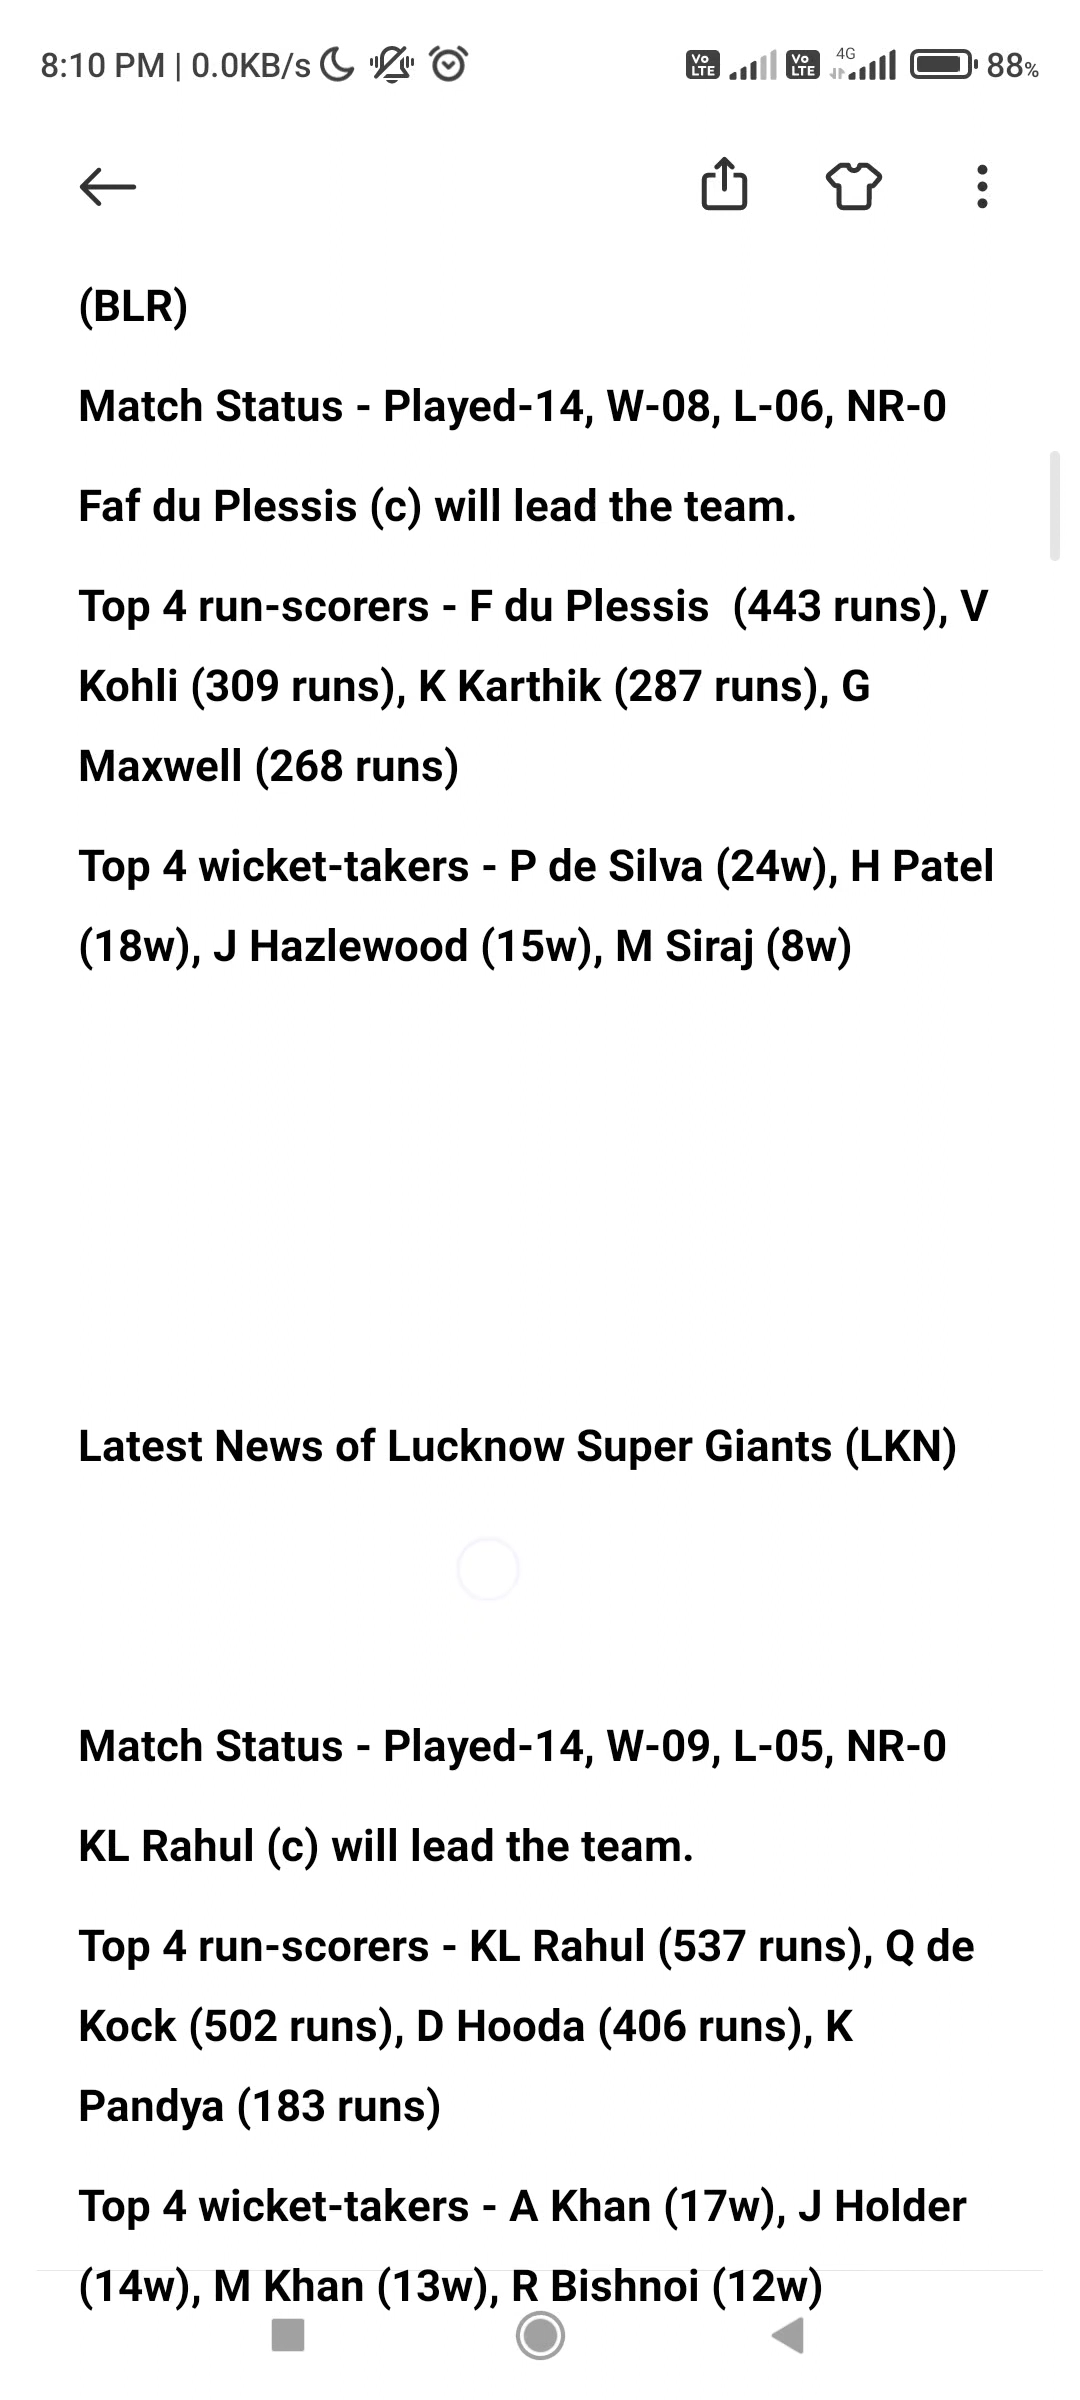 8:10 PM | 0.0KB/s Vo LTE Vo LTE 4G 88%
(BLR)
Match Status - Played-14, W-08, L-06, NR-0
Faf du Plessis (c) will lead the team.
Top 4 run-scorers - F du Plessis  (443 runs), V
Kohli (309 runs), K Karthik (287 runs), G
Maxwell (268 runs)
Top 4 wicket-takers - P de Silva (24w), H Patel
(18w), J Hazlewood (15w), M Siraj (8w)
Latest News of Lucknow Super Giants (LKN)
Match Status - Played-14, W-09, L-05, NR-0
KL Rahul (c) will lead the team.
Top 4 run-scorers - KL Rahul (537 runs), Q de
Kock (502 runs), D Hooda (406 runs), K
Pandya (183 runs)
Top 4 wicket-takers - A Khan (17w), J Holder
(14w), M Khan (13w), R Bishnoi (12w)